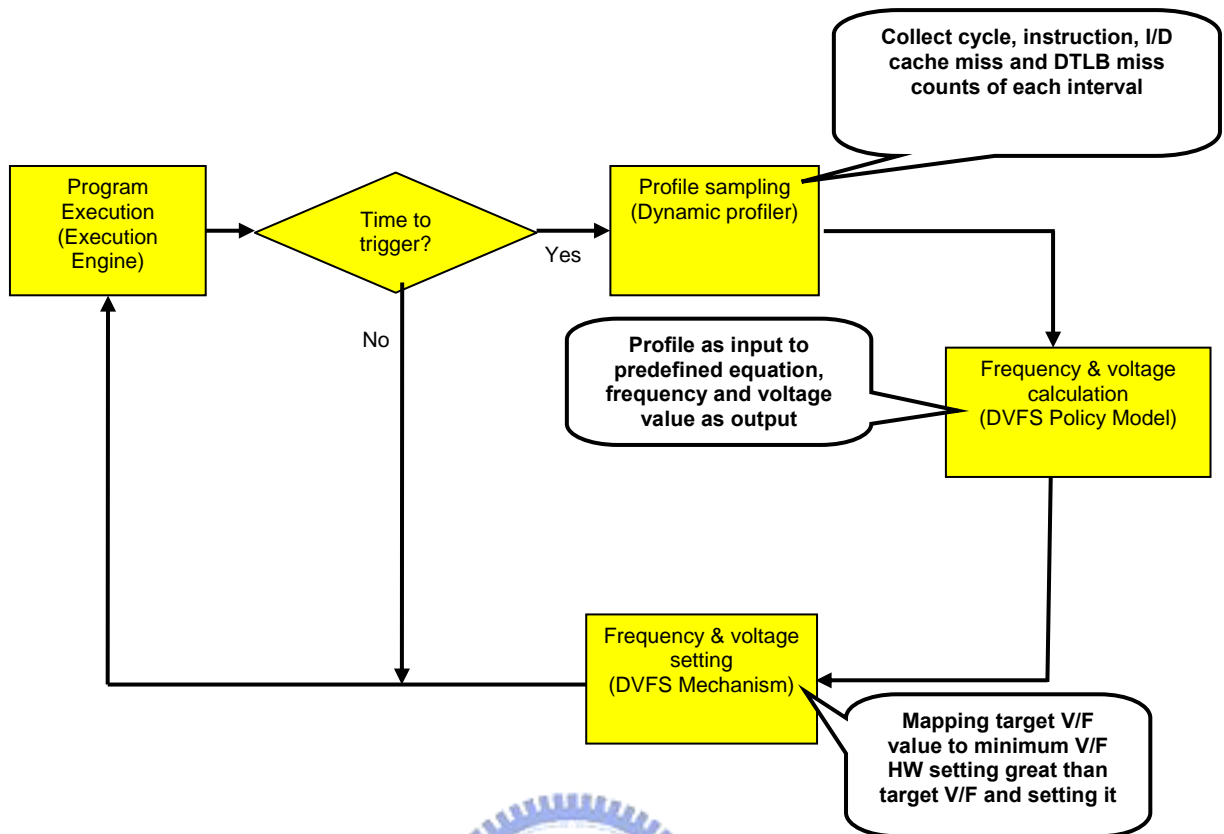 Collect cycle, instruction, I/D
cache miss and DTLB miss
counts of each interval
Program
Execution
(Execution
Engine)
Time to
trigger?
Yes
No
Profile sampling
(Dynamic profiler)
Profile as input to
predefined equation,
frequency and voltage
value as output
Frequency & voltage
calculation
(DVFS Policy Model)
Frequency & voltage
setting
(DVFS Mechanism)
Mapping target V/F
value to minimum V/F
HW setting great than
target V/F and setting it